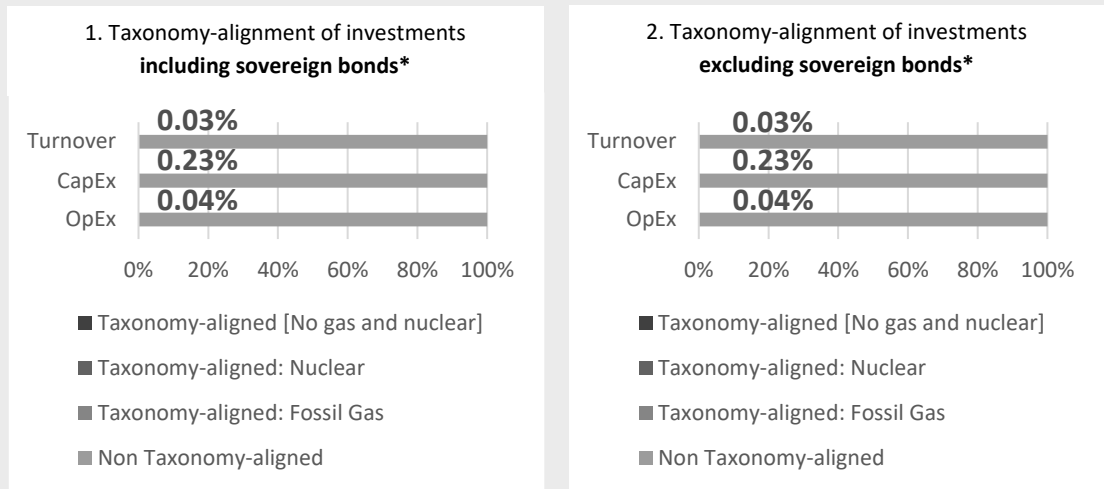 1. Taxonomy-alignment of investments
including sovereign bonds*
0.03%
Turnover
0.23%
CapEx
0.04%
OpEx
0% 20% 40% 60% 80% 100%
Taxonomy-aligned [No gas and nuclear]
Taxonomy-aligned: Nuclear
Taxonomy-aligned: Fossil Gas
Non Taxonomy-aligned
2. Taxonomy-alignment of investments
excluding sovereign bonds*
0.03%
Turnover
0.23%
CapEx
0.04%
OpEx
0% 20% 40% 60% 80% 100%
Taxonomy-aligned [No gas and nuclear]
Taxonomy-aligned: Nuclear
Taxonomy-aligned: Fossil Gas
Non Taxonomy-aligned